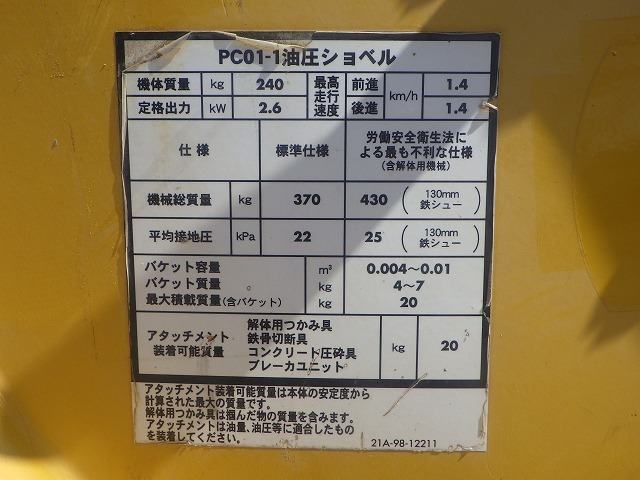 PC01-1油圧ショベル
機体質量 kg 240 最高走行速度 前進 km/h 1.4
定格出力 kW 2.6 後進 1.4
仕様 標準仕様 労働安全衛生法に
よる最も不利な仕様
(含解体用機械)
機械総質量 kg 370 430 (130mm 鉄シュー)
平均接地圧 kPa 22 25 (130mm 鉄シュー)
バケット容量 m³ 0.004〜0.01
バケット質量 kg 4〜7
最大積載質量(含バケット) kg 20
アタッチメント
装着可能質量
解体用つかみ具
鉄骨切断具
コンクリート圧砕具
ブレーカユニット
kg 20
アタッチメント装着可能質量は本体の安定度から
計算された最大の質量です。
解体用つかみ具は掴んだ物の質量を含みます。
アタッチメントは油量、油圧等に適合したもの
を装着してください。
21A-98-12211